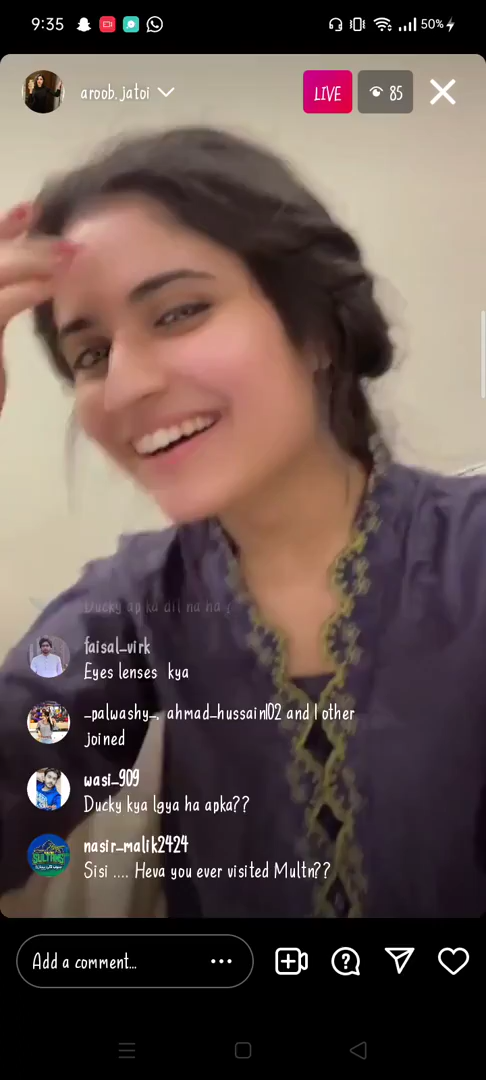 9:35
50%
aroob.jatoi
LIVE
85
Ducky ap ka dil na ha ?
faisal_virk
Eyes lenses kya
_palwashy_, ahmad_hussain102 and 1 other
joined
wasi_909
Ducky kya lgya ha apka??
nasir_malik2424
Sisi .... Heva you ever visited Multn??
SULTANS
Add a comment...